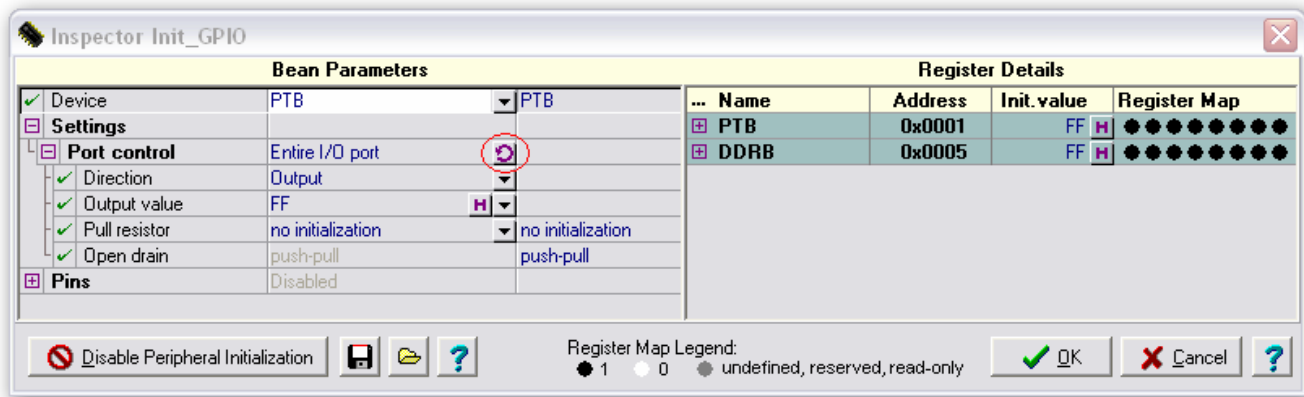 Inspector Init_GPIO
Bean Parameters Register Details
Device PTB PTB ... Name Address Init.value Register Map
Settings PTB 0x0001 FF H
Port control Entire I/O port DDRB 0x0005 FF H
Direction Output
Output value FF H
Pull resistor no initialization no initialization
Open drain push-pull push-pull
Pins Disabled
Disable Peripheral Initialization ? Register Map Legend: OK Cancel ?
1 0 undefined, reserved, read-only